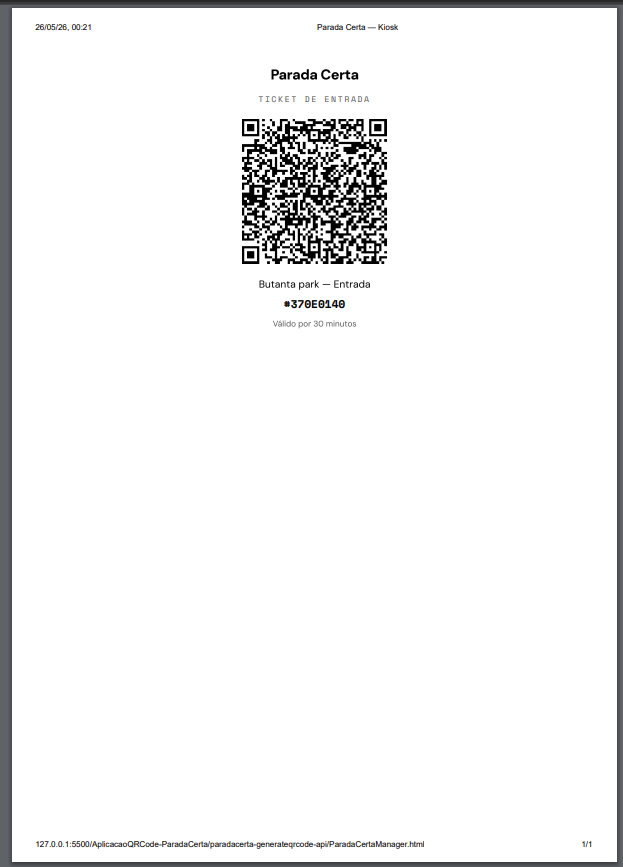 26/05/26, 00:21
Parada Certa — Kiosk
Parada Certa
TICKET DE ENTRADA
Butanta park — Entrada
#370E0140
Válido por 30 minutos
127.0.0.1:5500/AplicacaoQRCode-ParadaCerta/paradacerta-generateqrcode-api/ParadaCertaManager.html
1/1